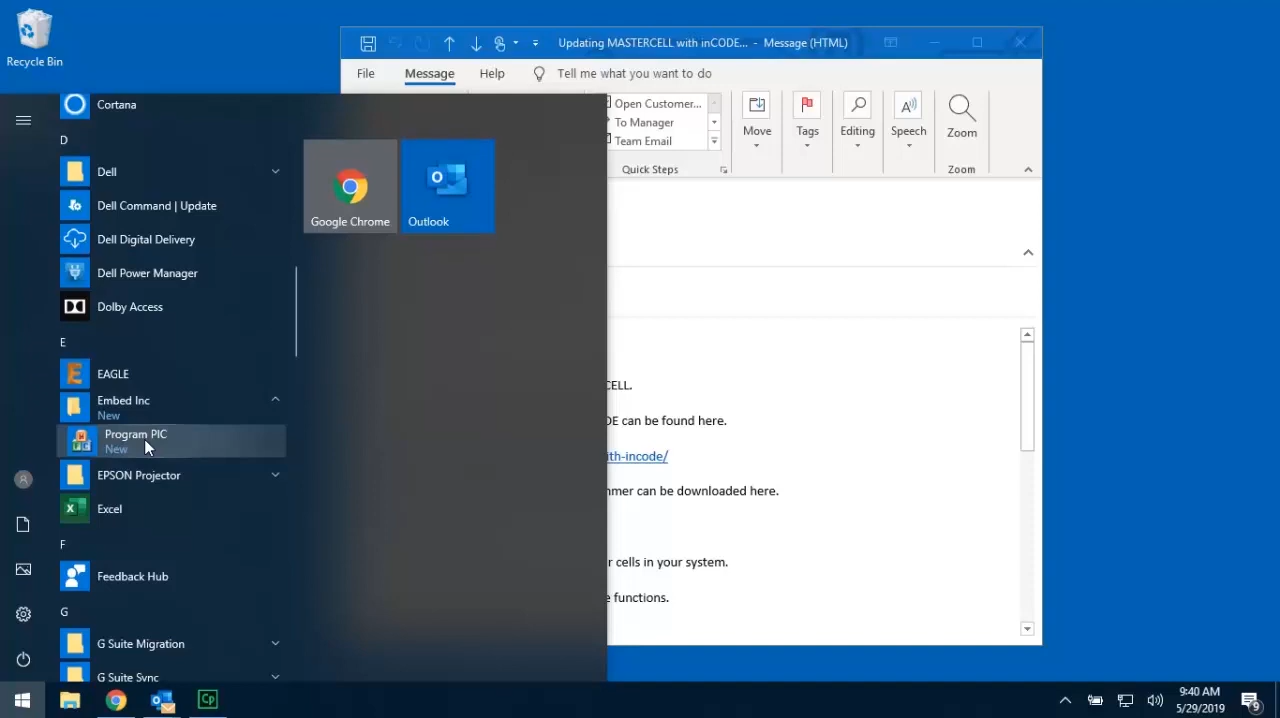 Recycle Bin
Updating MASTERCELL with inCODE... - Message (HTML)
File Message Help Tell me what you want to do
Open Customer...
To Manager
Team Email
Quick Steps
Move
Tags
Editing
Speech
Zoom
Zoom
Cortana
D
Dell
Dell Command | Update
Dell Digital Delivery
Dell Power Manager
Dolby Access
E
EAGLE
Embed Inc
New
Program PIC
New
EPSON Projector
Excel
F
Feedback Hub
G
G Suite Migration
G Suite Sync
Google Chrome
Outlook
CELL.
DE can be found here.
ith-incode/
mmer can be downloaded here.
r cells in your system.
e functions.
9:40 AM
5/29/2019
9